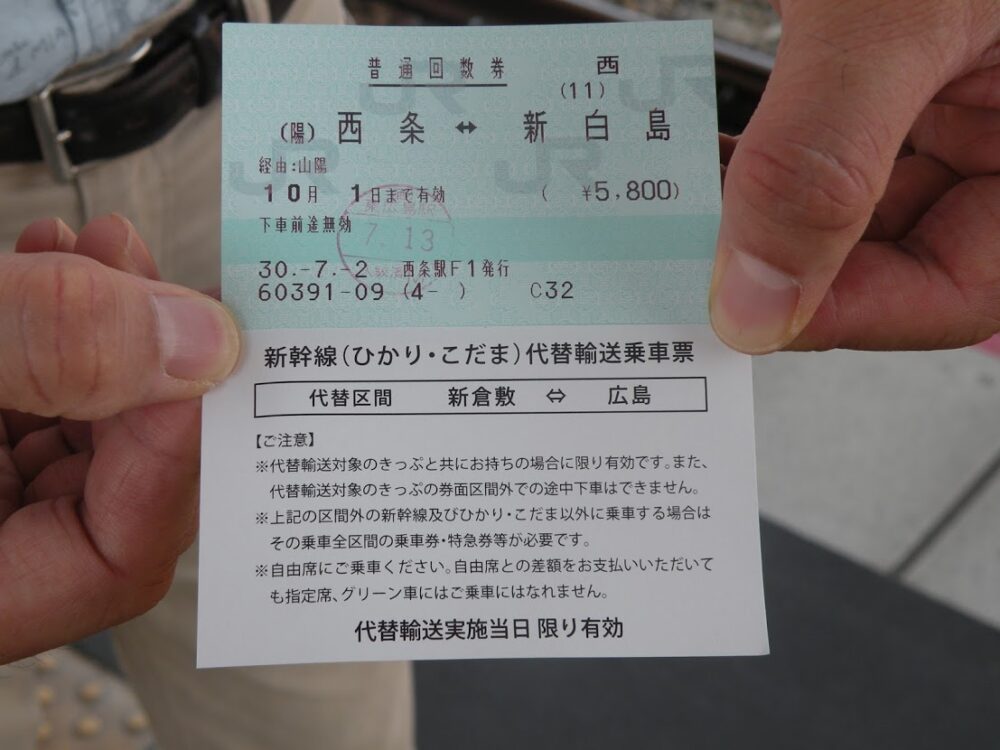 普通回数券
西
(11)
(陽) 西条 ↔ 新白島
経由:山陽
10月 1日まで有効 ( ¥5,800)
下車前途無効
7.13
30.-7.-2 西条駅F1発行
60391-09 (4- ) C32
新幹線(ひかり・こだま)代替輸送乗車票
代替区間 新倉敷 ⇔ 広島
【ご注意】
※代替輸送対象のきっぷと共にお持ちの場合に限り有効です。また、
代替輸送対象のきっぷの券面区間外での途中下車はできません。
※上記の区間外の新幹線及びひかり・こだま以外に乗車する場合は
その乗車全区間の乗車券・特急券等が必要です。
※自由席にご乗車ください。自由席との差額をお支払いいただいて
も指定席、グリーン車にはご乗車にはなれません。
代替輸送実施当日 限り有効